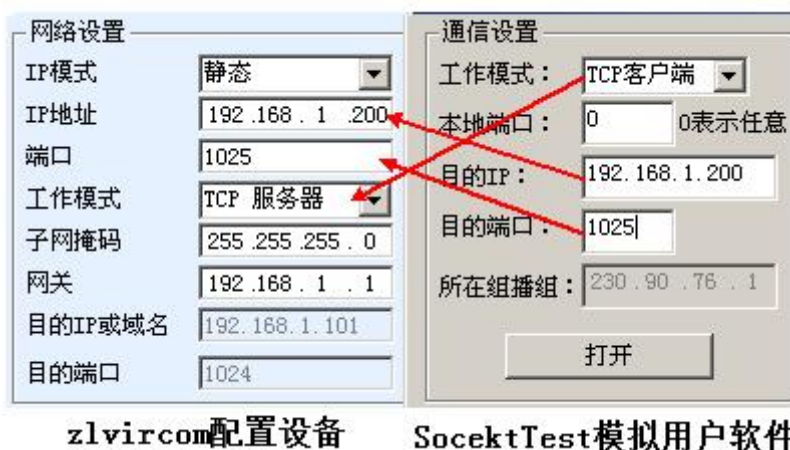 网络设置
IP模式 静态
IP地址 192 .168 . 1 .200
端口 1025
工作模式 TCP 服务器
子网掩码 255 .255 .255 . 0
网关 192 .168 . 1 . 1
目的IP或域名 192.168.1.101
目的端口 1024
zlvircom配置设备
通信设置
工作模式： TCP客户端
本地端口： 0 0表示任意
目的IP： 192.168.1.200
目的端口： 1025
所在组播组： 230 .90 .76 . 1
打开
SocektTest模拟用户软件